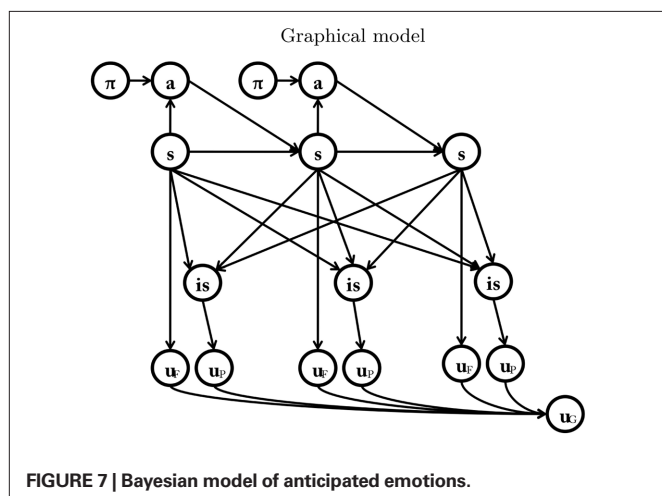 Graphical model
π a π a
s s s
is is is
uF uP uF uP uF uP
uG
FIGURE 7 | Bayesian model of anticipated emotions.